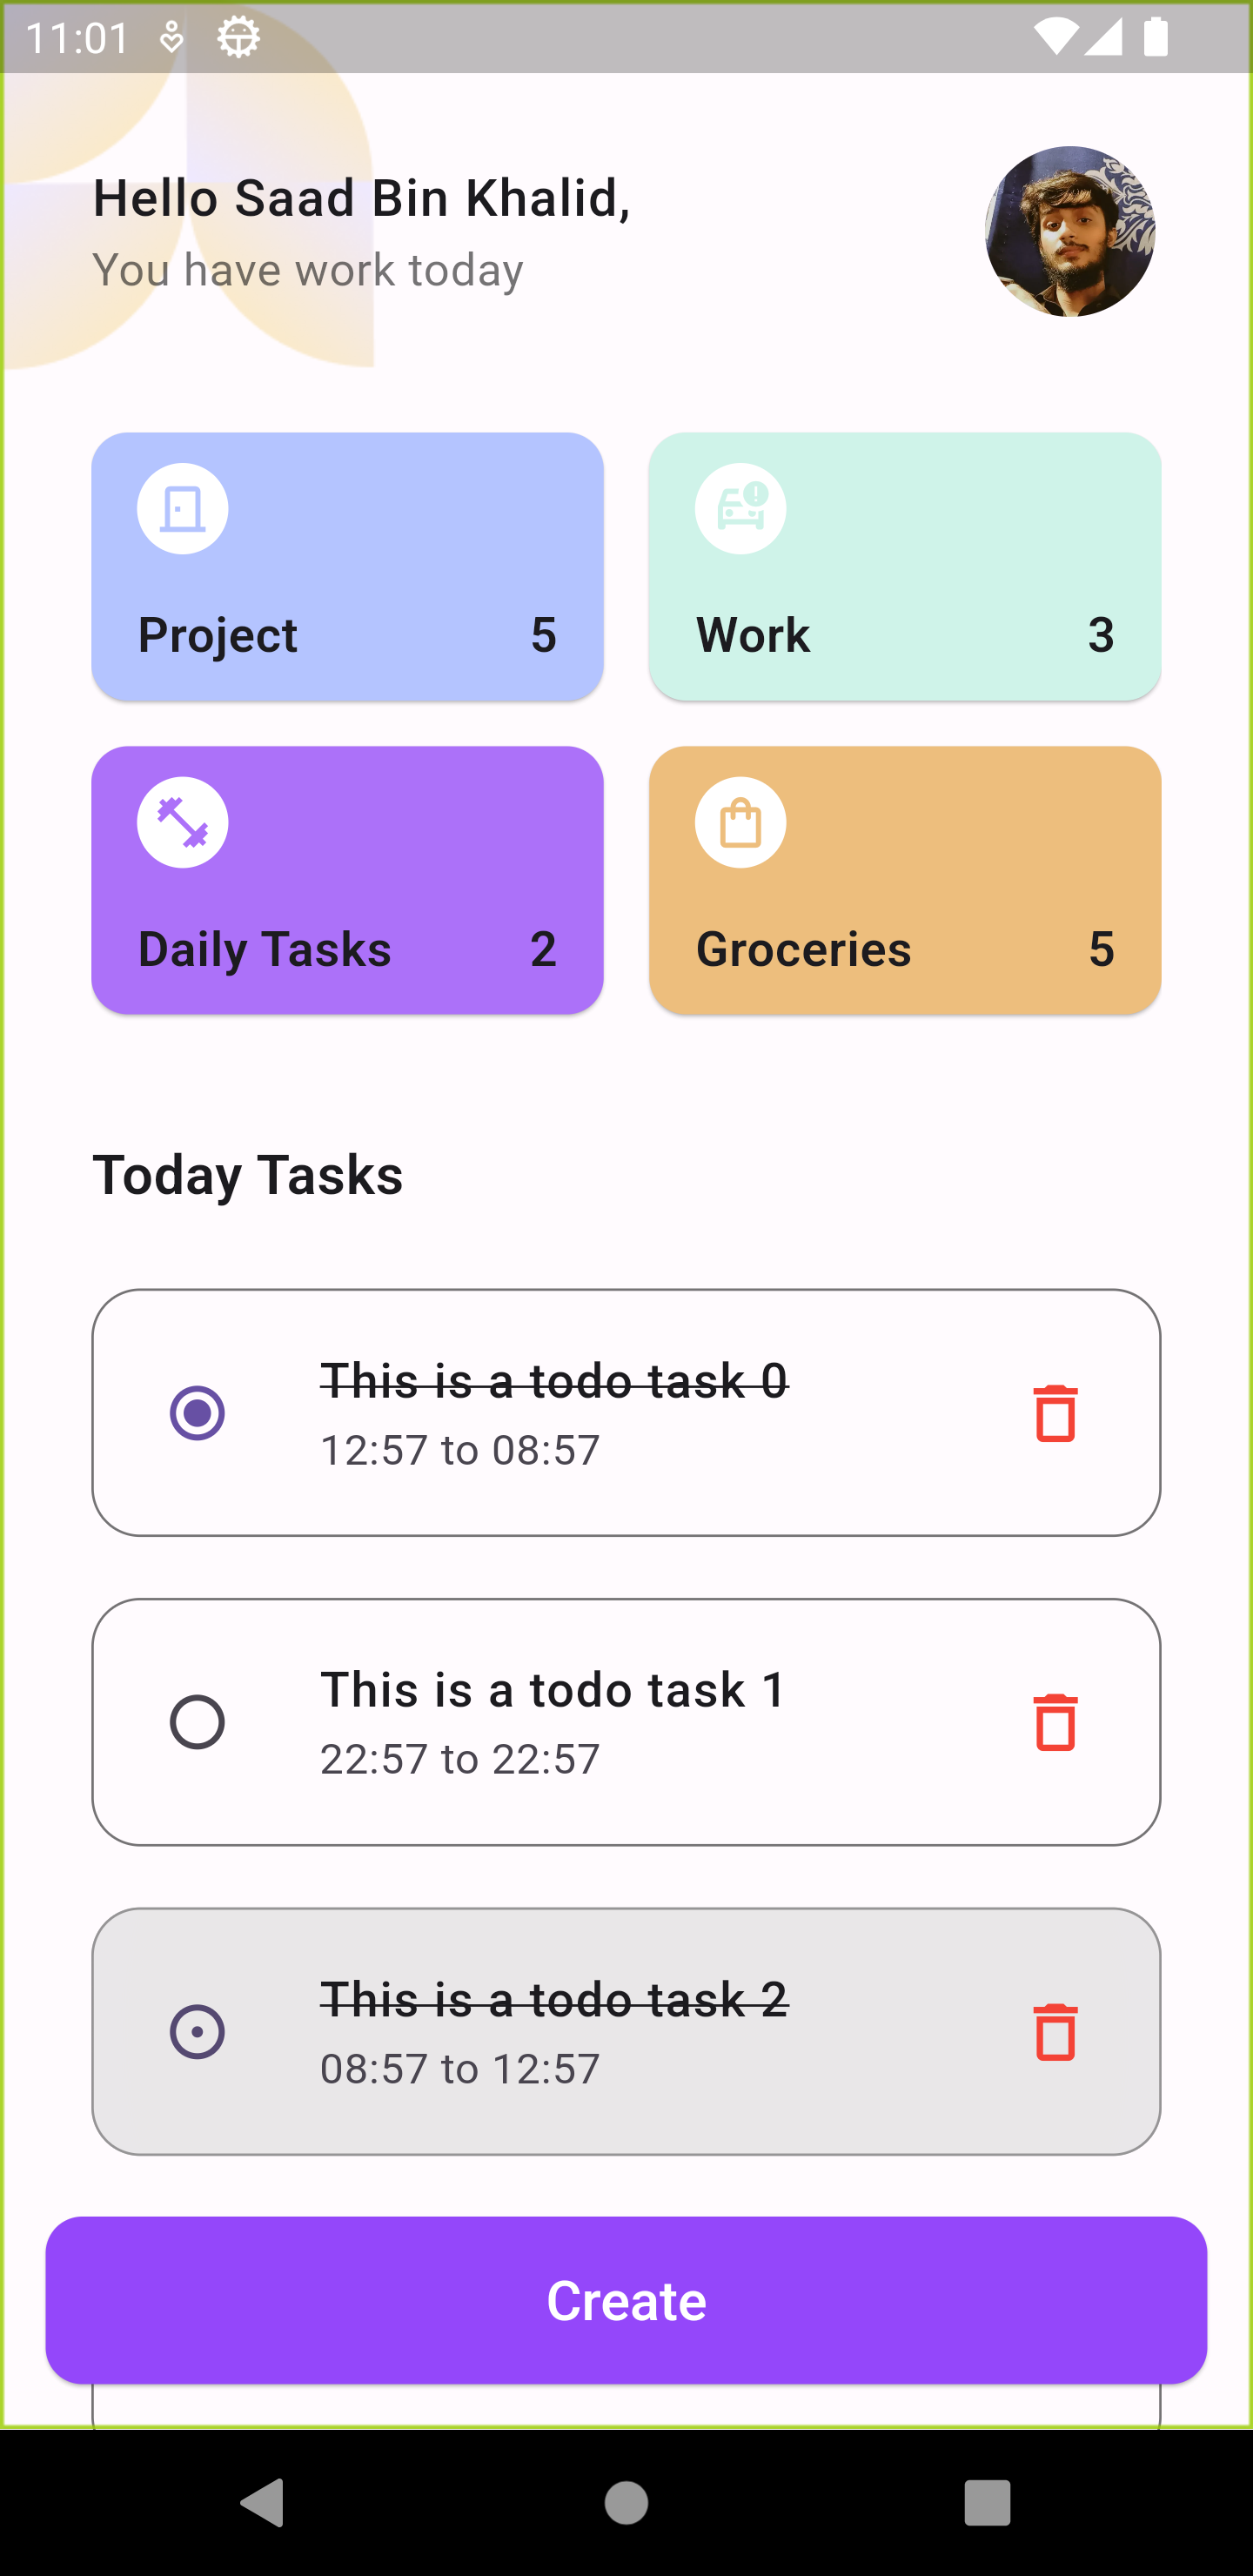 11:01
Hello Saad Bin Khalid,
You have work today
Project 5
Work 3
Daily Tasks 2
Groceries 5
Today Tasks
This is a todo task 0
12:57 to 08:57
This is a todo task 1
22:57 to 22:57
This is a todo task 2
08:57 to 12:57
Create